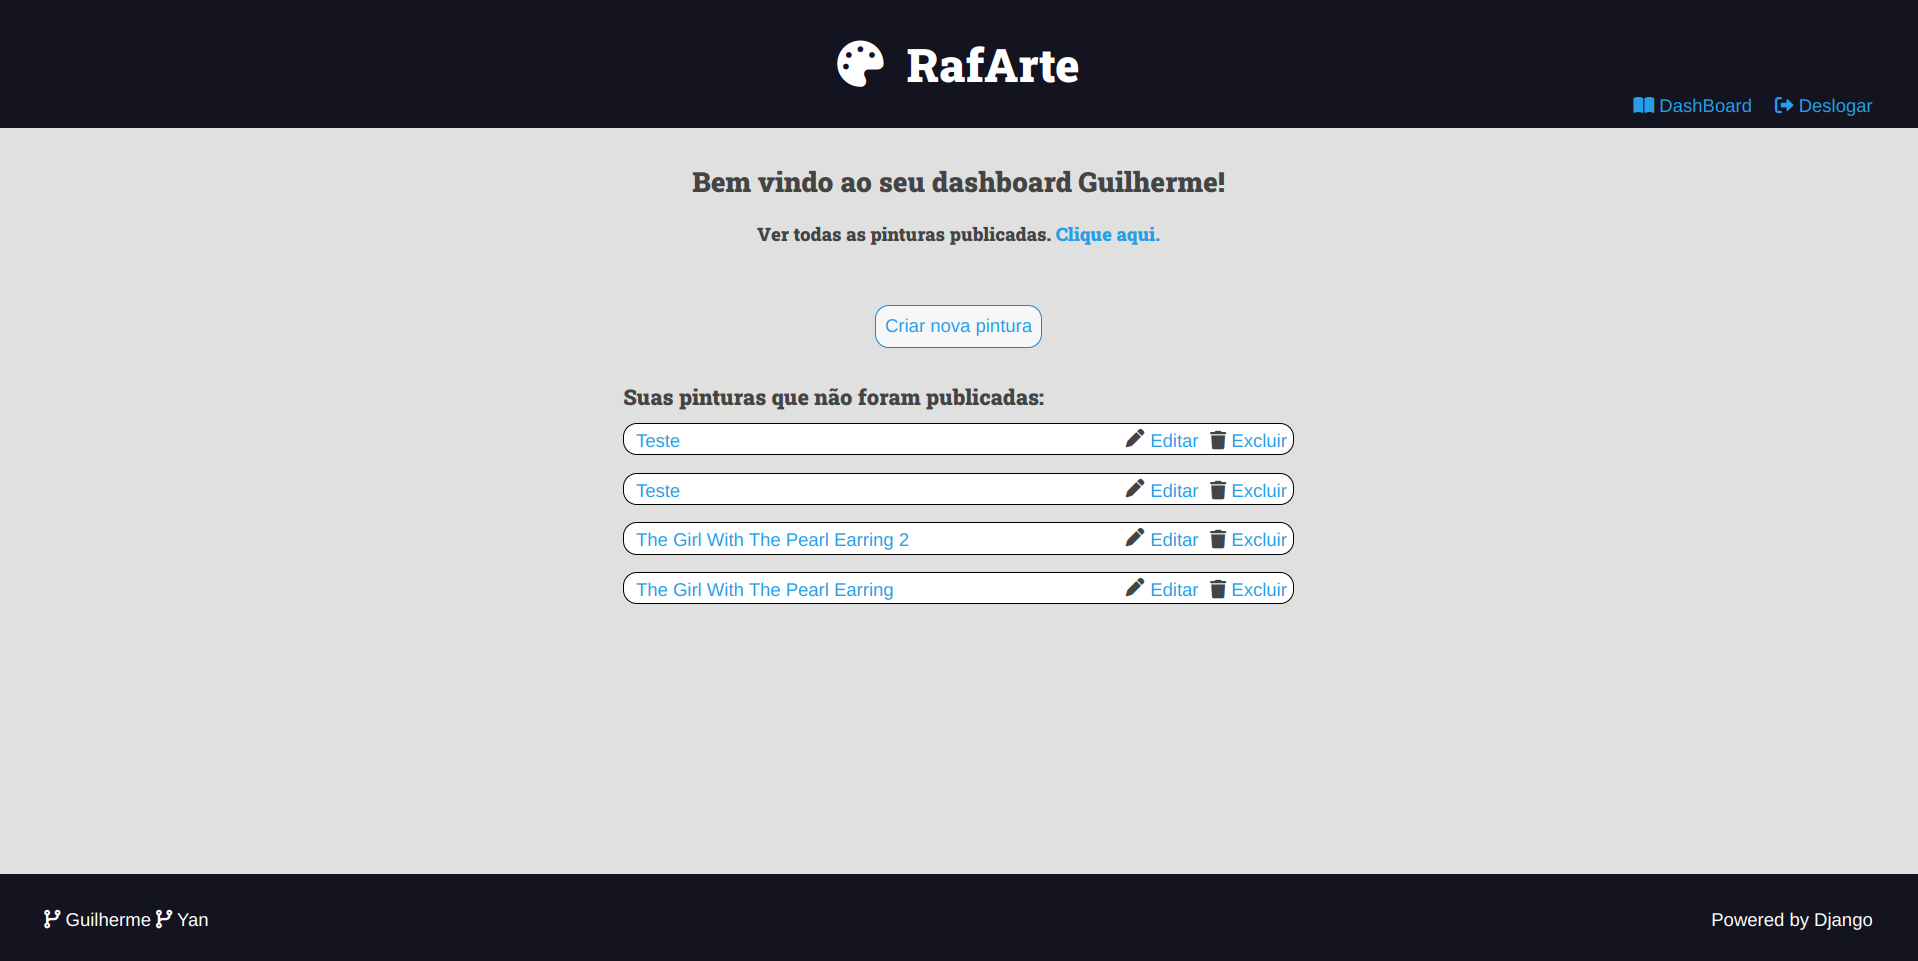 RafArte
DashBoard Deslogar
Bem vindo ao seu dashboard Guilherme!
Ver todas as pinturas publicadas. Clique aqui.
Criar nova pintura
Suas pinturas que não foram publicadas:
Teste Editar Excluir
Teste Editar Excluir
The Girl With The Pearl Earring 2 Editar Excluir
The Girl With The Pearl Earring Editar Excluir
Guilherme Yan Powered by Django